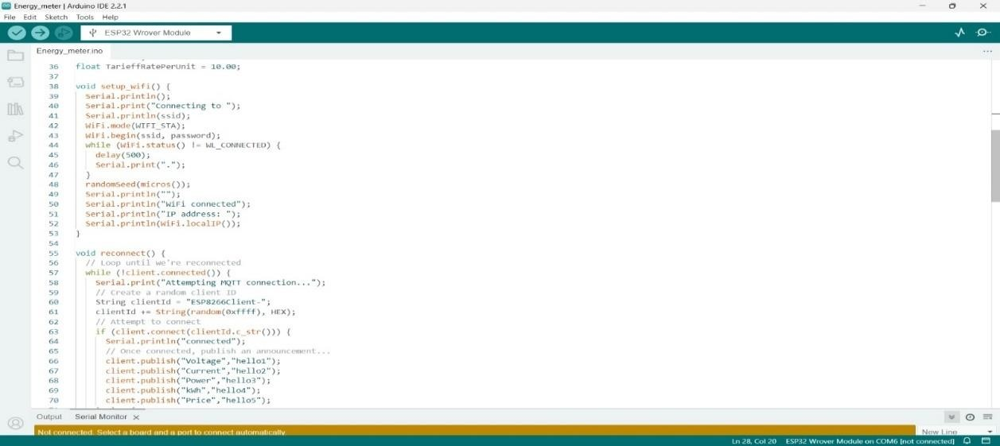 Energy_meter | Arduino IDE 2.2.1
File Edit Sketch Tools Help
ESP32 Wrover Module
Energy_meter.ino
...
36 float TarieffRatePerUnit = 10.00;
37
38 void setup_wifi() {
39 Serial.println();
40 Serial.print("Connecting to ");
41 Serial.println(ssid);
42 WiFi.mode(WIFI_STA);
43 WiFi.begin(ssid, password);
44 while (WiFi.status() != WL_CONNECTED) {
45 delay(500);
46 Serial.print(".");
47 }
48 randomSeed(micros());
49 Serial.println("");
50 Serial.println("WiFi connected");
51 Serial.println("IP address: ");
52 Serial.println(WiFi.localIP());
53 }
54
55 void reconnect() {
56 // Loop until we're reconnected
57 while (!client.connected()) {
58 Serial.print("Attempting MQTT connection...");
59 // Create a random client ID
60 String clientId = "ESP8266Client-";
61 clientId += String(random(0xffff), HEX);
62 // Attempt to connect
63 if (client.connect(clientId.c_str())) {
64 Serial.println("connected");
65 // Once connected, publish an announcement...
66 client.publish("Voltage","hello1");
67 client.publish("Current","hello2");
68 client.publish("Power","hello3");
69 client.publish("kWh","hello4");
70 client.publish("Price","hello5");
Output Serial Monitor
Not connected. Select a board and a port to connect automatically.
New Line
Ln 28, Col 20 ESP32 Wrover Module on COM6 [not connected]